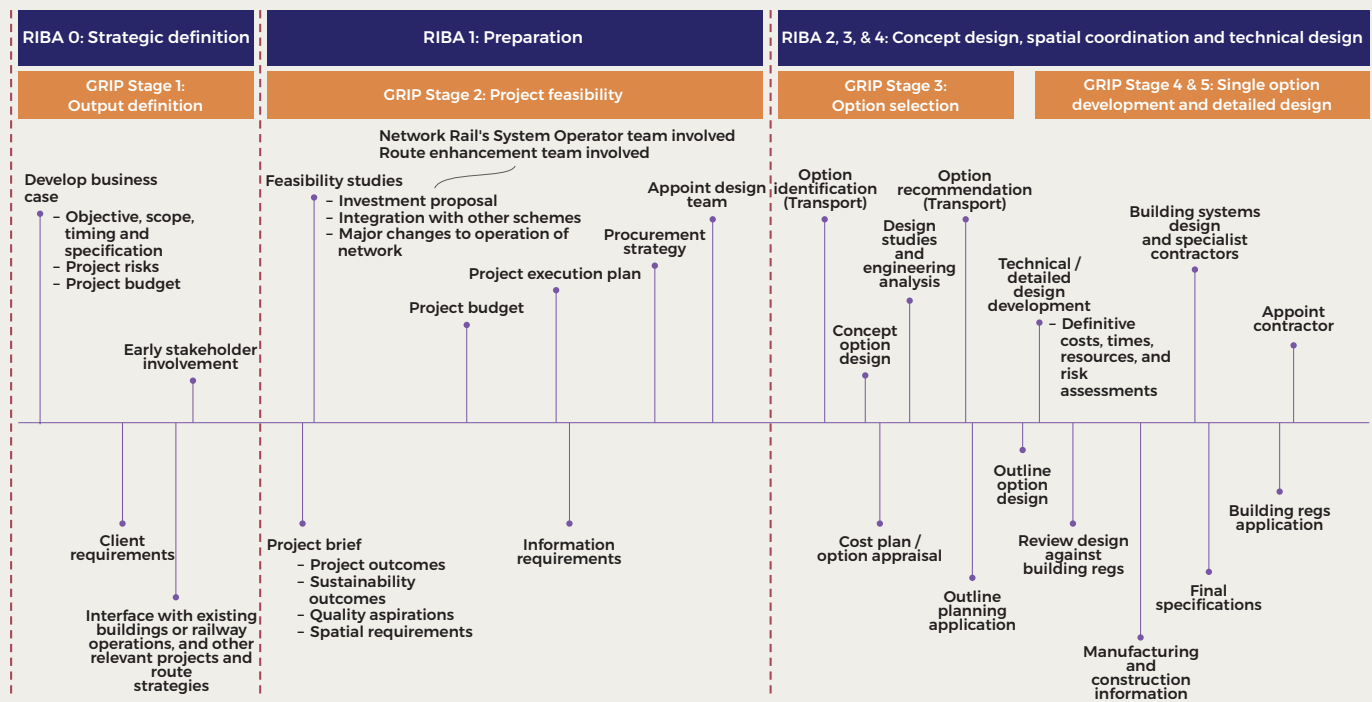 RIBA 0: Strategic definition
RIBA 1: Preparation
RIBA 2, 3, & 4: Concept design, spatial coordination and technical design
GRIP Stage 1:
Output definition
GRIP Stage 2: Project feasibility
GRIP Stage 3:
Option selection
GRIP Stage 4 & 5: Single option
development and detailed design
Develop business
case
– Objective, scope,
timing and
specification
– Project risks
– Project budget
Early stakeholder
involvement
Client
requirements
Interface with existing
buildings or railway
operations, and other
relevant projects and
route
strategies
Network Rail's System Operator team involved
Route enhancement team involved
Feasibility studies
– Investment proposal
– Integration with other schemes
– Major changes to operation of
network
Project budget
Project execution plan
Procurement
strategy
Appoint design
team
Project brief
– Project outcomes
– Sustainability
outcomes
– Quality aspirations
– Spatial requirements
Information
requirements
Option
identification
(Transport)
Concept
option
design
Design
studies
and
engineering
analysis
Option
recommendation
(Transport)
Technical /
detailed
design
development
– Definitive
costs, times,
resources, and
risk
assessments
Building systems
design
and specialist
contractors
Appoint
contractor
Cost plan /
option appraisal
Outline
planning
application
Outline
option
design
Review design
against
building regs
Manufacturing
and
construction
information
Final
specifications
Building regs
application